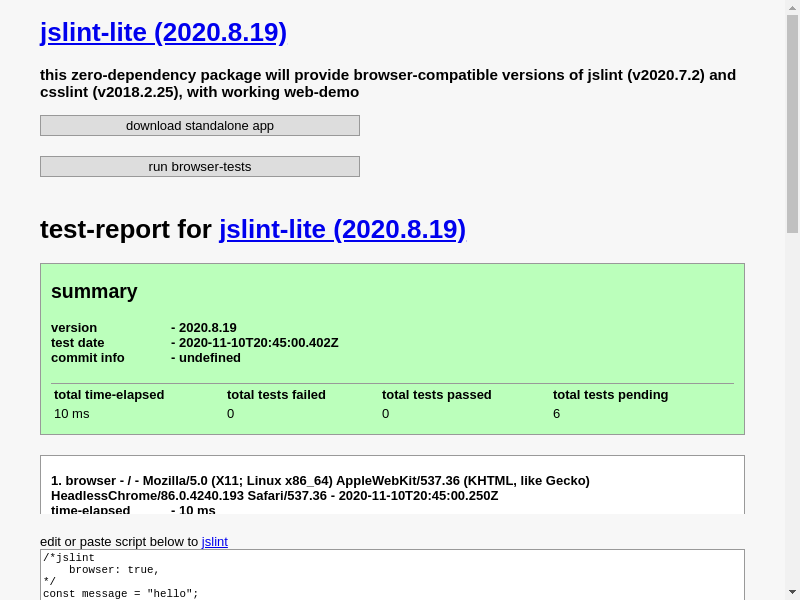 jslint-lite (2020.8.19)
this zero-dependency package will provide browser-compatible versions of jslint (v2020.7.2) and
csslint (v2018.2.25), with working web-demo
download standalone app
run browser-tests
test-report for jslint-lite (2020.8.19)
summary
version - 2020.8.19
test date - 2020-11-10T20:45:00.402Z
commit info - undefined
total time-elapsed total tests failed total tests passed total tests pending
10 ms 0 0 6
1. browser - / - Mozilla/5.0 (X11; Linux x86_64) AppleWebKit/537.36 (KHTML, like Gecko)
HeadlessChrome/86.0.4240.193 Safari/537.36 - 2020-11-10T20:45:00.250Z
time-elapsed - 10 ms
edit or paste script below to jslint
/*jslint
    browser: true,
*/
const message = "hello";